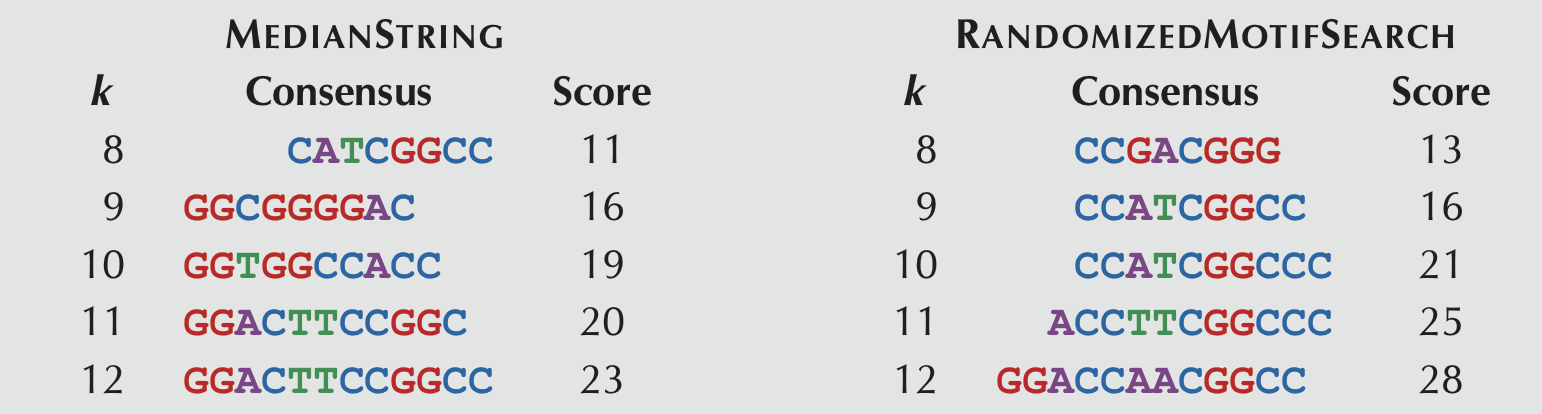 MEDIANSTRING RANDOMIZEDMOTIFSEARCH
k Consensus Score k Consensus Score
8 CATCGGCC 11 8 CCGACGGG 13
9 GGCGGGGAC 16 9 CCATCGGCC 16
10 GGTGGCCACC 19 10 CCATCGGCCC 21
11 GGACTTCCGGC 20 11 ACCTTCGGCCC 25
12 GGACTTCCGGCC 23 12 GGACCAACGGCC 28